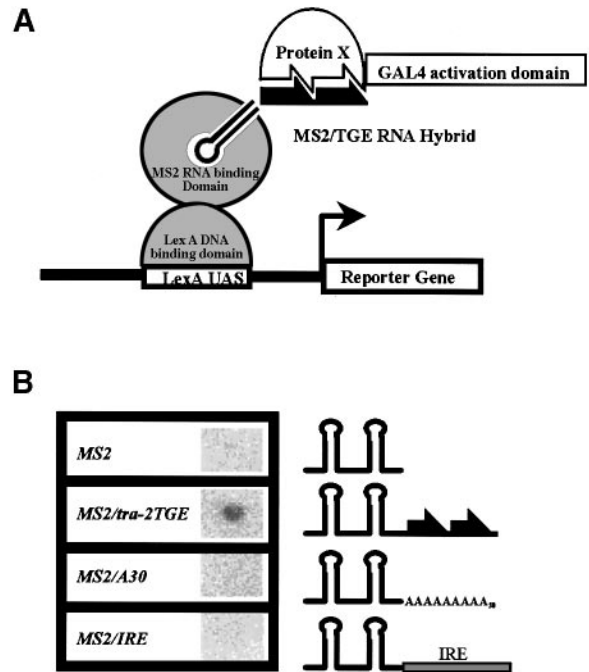 A
Protein X
GAL4 activation domain
MS2/TGE RNA Hybrid
MS2 RNA binding
Domain
Lex A DNA
binding domain
LexA UAS
Reporter Gene
B
MS2
MS2/tra-2TGE
MS2/A30
AAAAAAAAA30
MS2/IRE
IRE